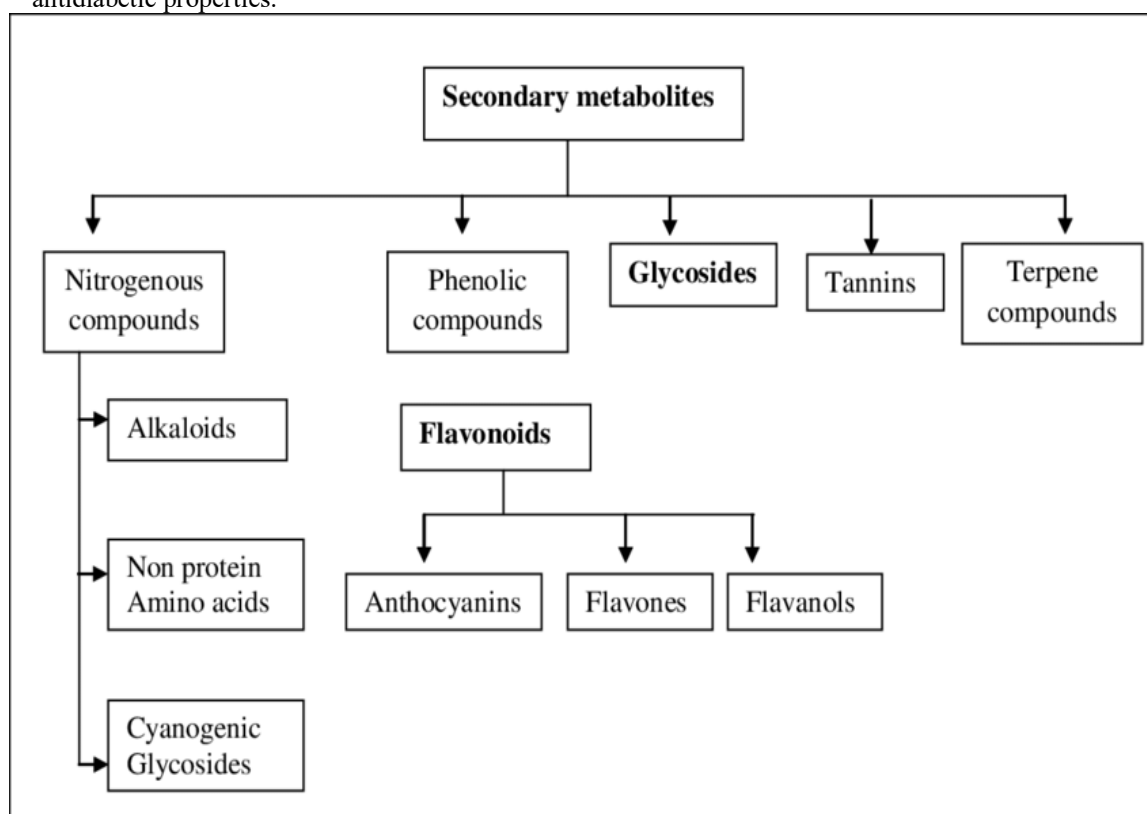 antidiabetic properties.
Secondary metabolites
Nitrogenous
compounds
Phenolic
compounds
Glycosides
Tannins
Terpene
compounds
Alkaloids
Flavonoids
Non protein
Amino acids
Anthocyanins
Flavones
Flavanols
Cyanogenic
Glycosides